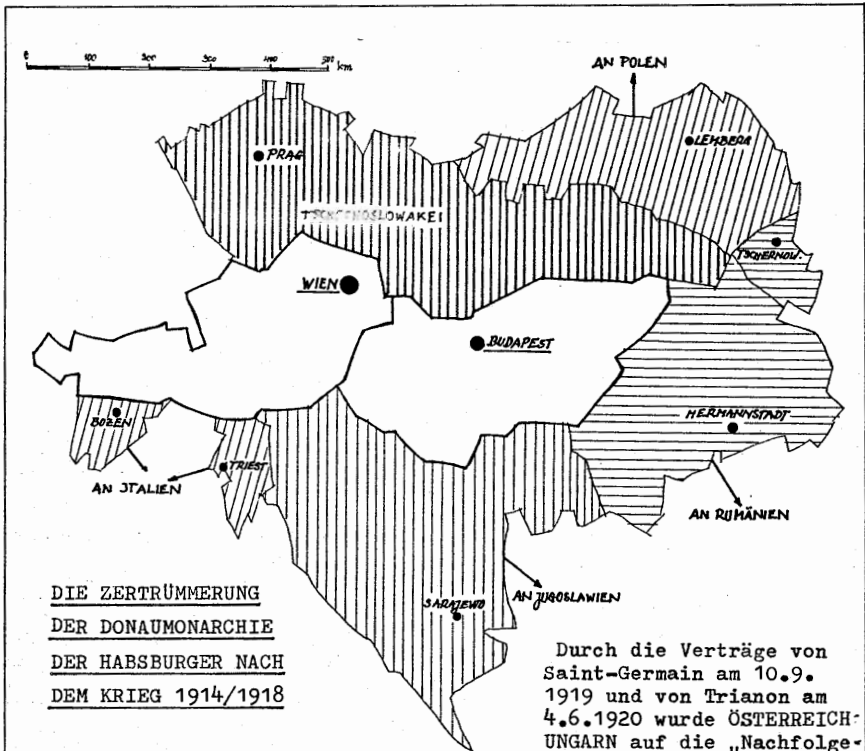 0 100 200 300 400 500 km
AN POLEN
LEMBERG
PRAG
TSCHECHOSLOWAKEI
TSCHERNOW.
WIEN
BUDAPEST
HERMANNSTADT
BOZEN
TRIEST
AN ITALIEN
AN RUMÄNIEN
AN JUGOSLAWIEN
SARAJEWO
DIE ZERTRÜMMERUNG
DER DONAUMONARCHIE
DER HABSBURGER NACH
DEM KRIEG 1914/1918
Durch die Verträge von
Saint-Germain am 10.9.
1919 und von Trianon am
4.6.1920 wurde ÖSTERREICH-
UNGARN auf die „Nachfolge-